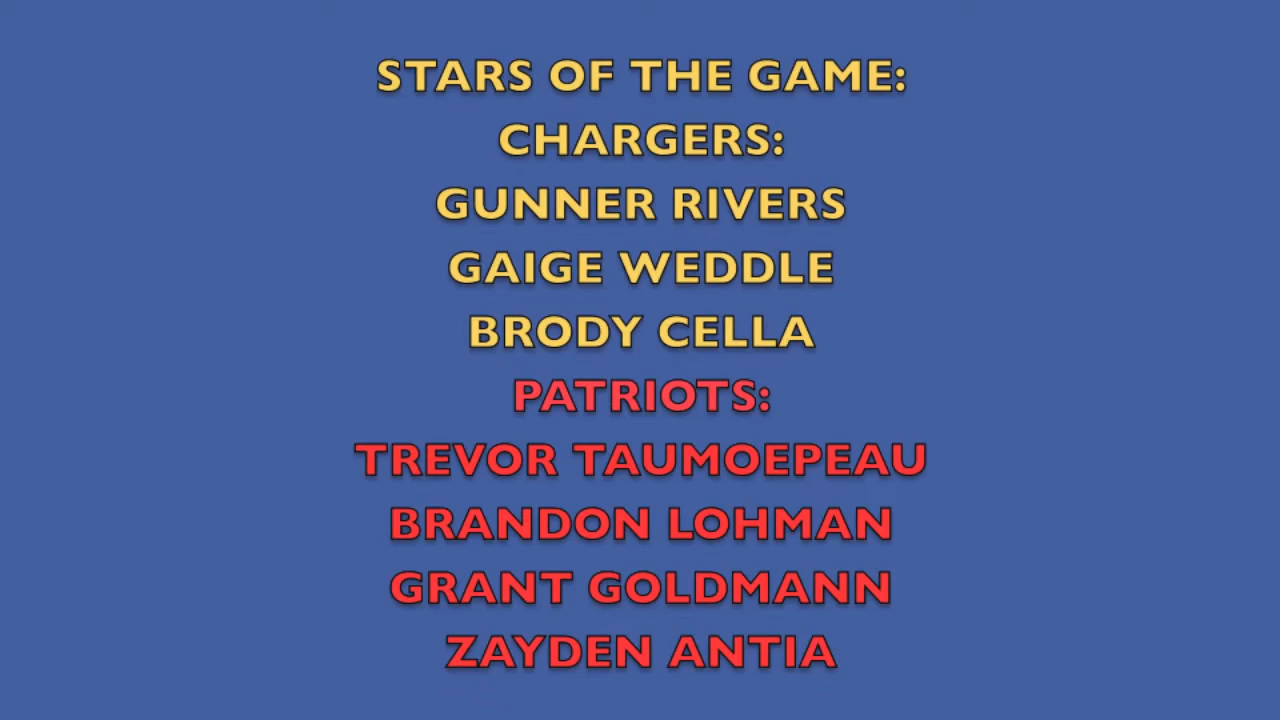 STARS OF THE GAME:
CHARGERS:
GUNNER RIVERS
GAIGE WEDDLE
BRODY CELLA
PATRIOTS:
TREVOR TAUMOEPEAU
BRANDON LOHMAN
GRANT GOLDMANN
ZAYDEN ANTIA